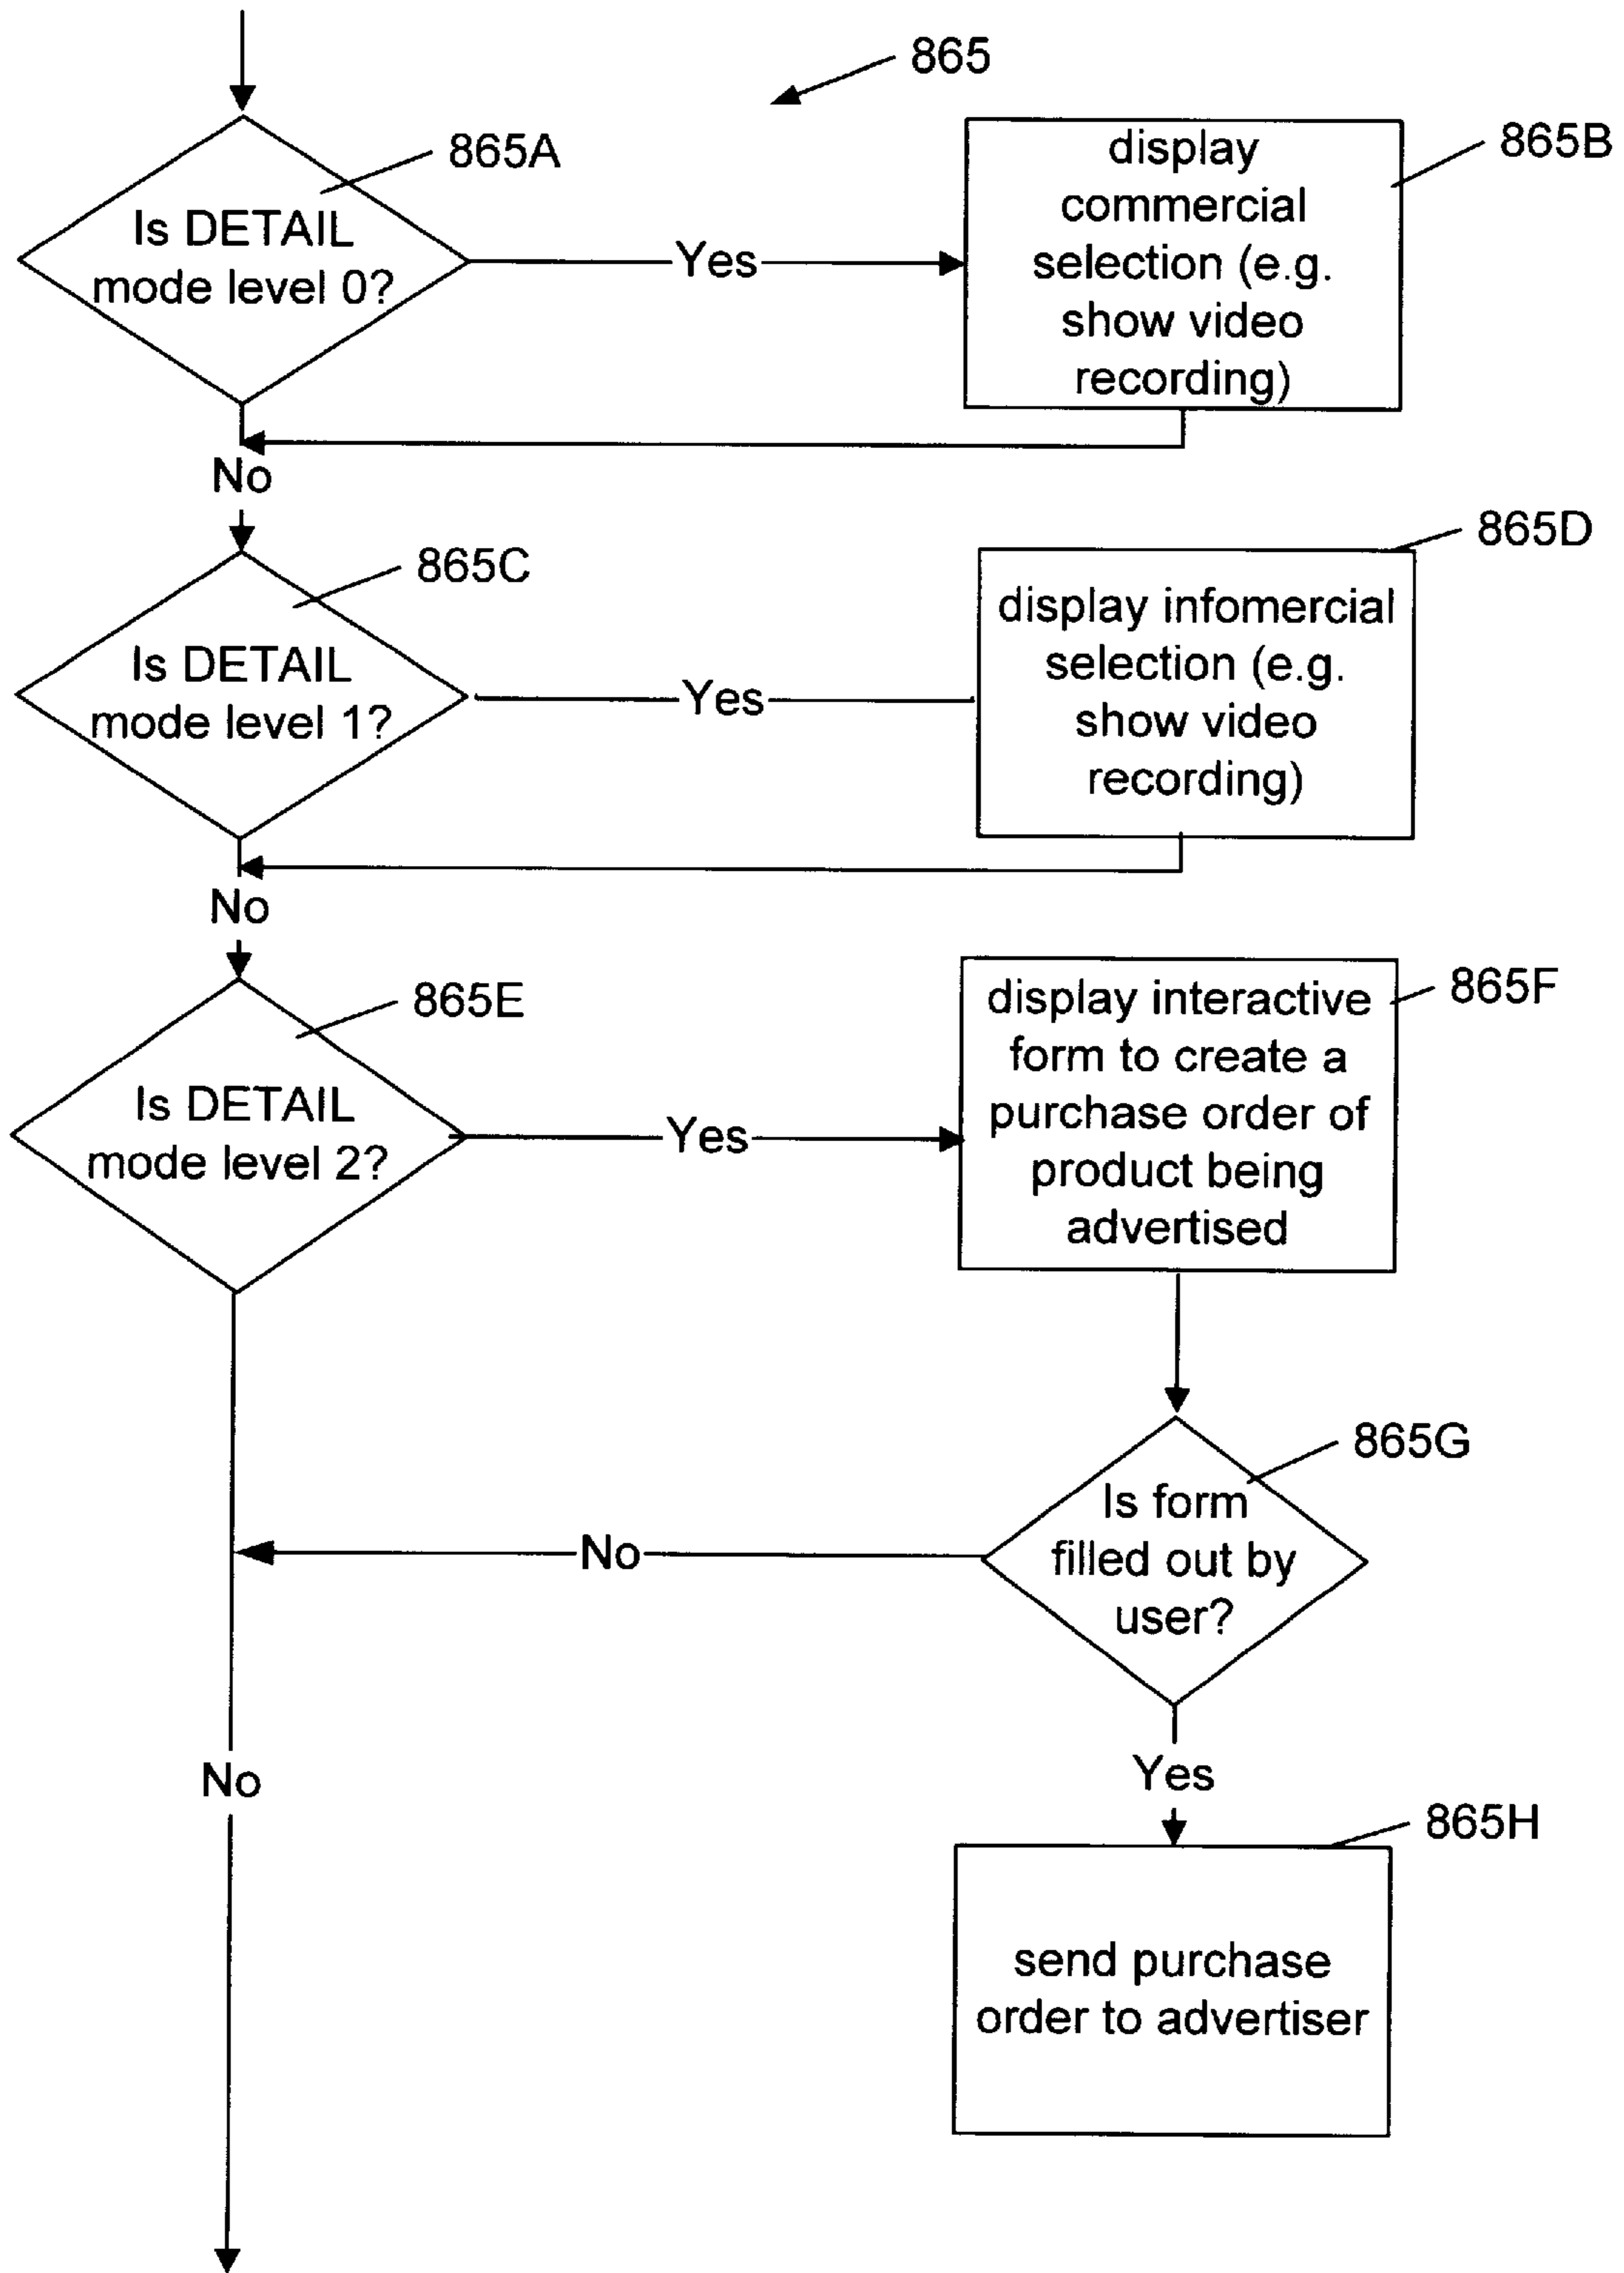 865
865A
Is DETAIL
mode level 0?
Yes
865B
display
commercial
selection (e.g.
show video
recording)
No
865C
Is DETAIL
mode level 1?
Yes
865D
display infomercial
selection (e.g.
show video
recording)
No
865E
Is DETAIL
mode level 2?
Yes
865F
display interactive
form to create a
purchase order of
product being
advertised
865G
Is form
filled out by
user?
No
Yes
No
865H
send purchase
order to advertiser